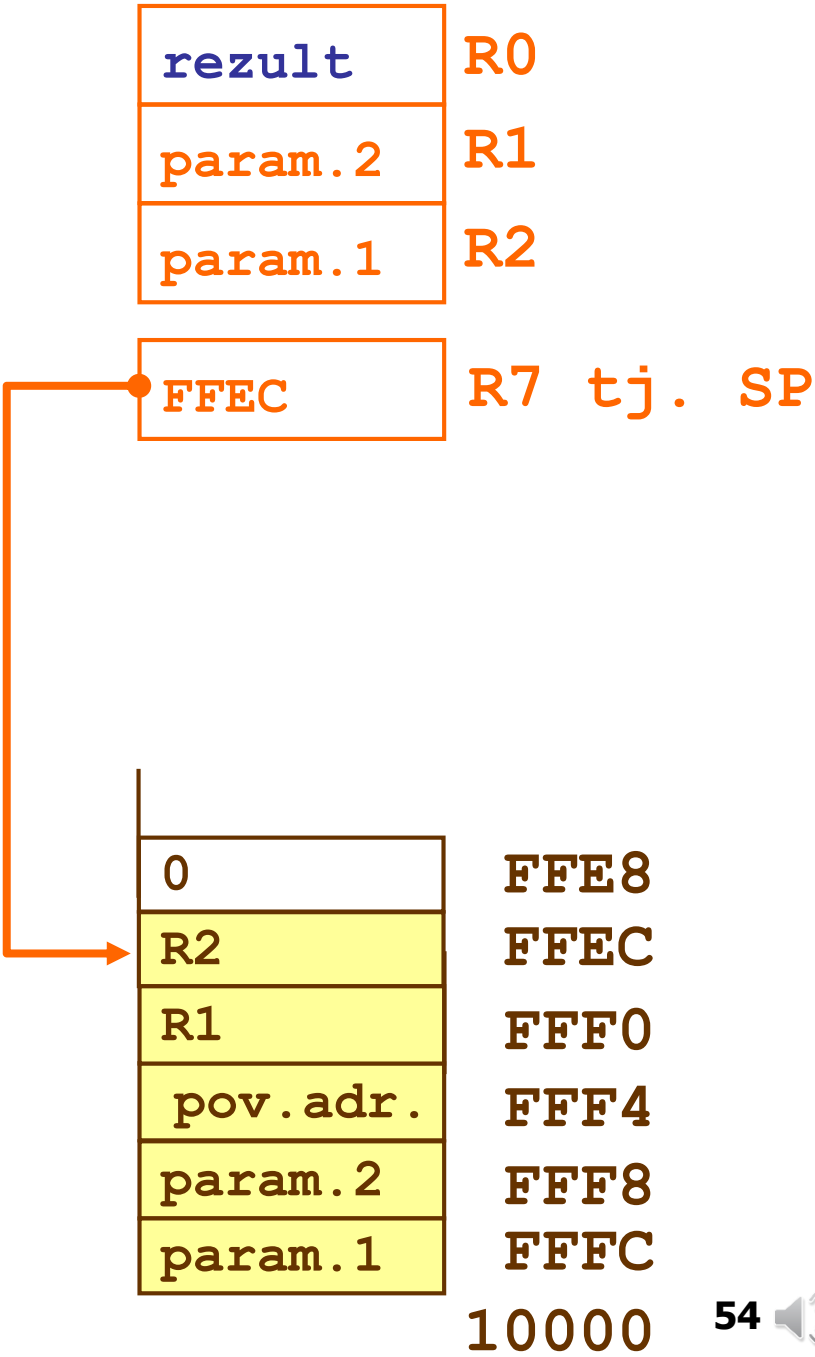 rezult R0
param.2 R1
param.1 R2
FFEC R7 tj. SP
0 FFE8
R2 FFEC
R1 FFF0
pov.adr. FFF4
param.2 FFF8
param.1 FFFC
10000
54